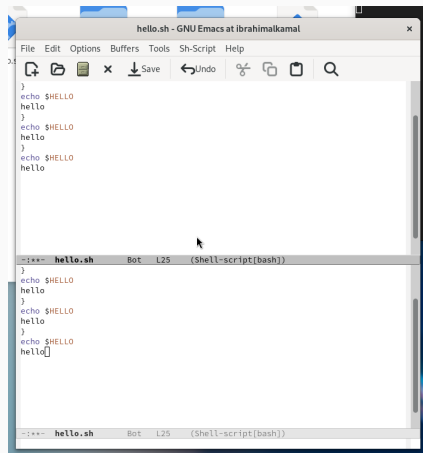 hello.sh - GNU Emacs at ibrahimalkamal ×
File Edit Options Buffers Tools Sh-Script Help
Save Undo
}
echo $HELLO
hello
}
echo $HELLO
hello
}
echo $HELLO
hello
-:**- hello.sh Bot L25 (Shell-script[bash])
}
echo $HELLO
hello
}
echo $HELLO
hello
}
echo $HELLO
hello
-:**- hello.sh Bot L25 (Shell-script[bash])